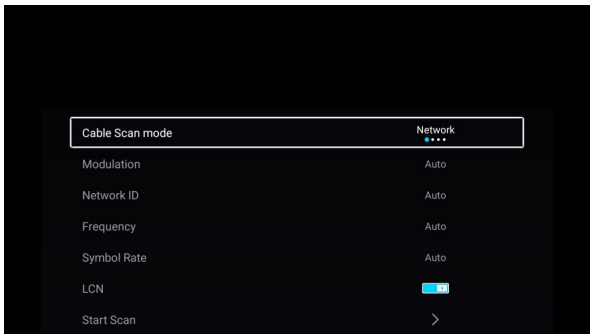 Cable Scan mode Network
Modulation Auto
Network ID Auto
Frequency Auto
Symbol Rate Auto
LCN
Start Scan